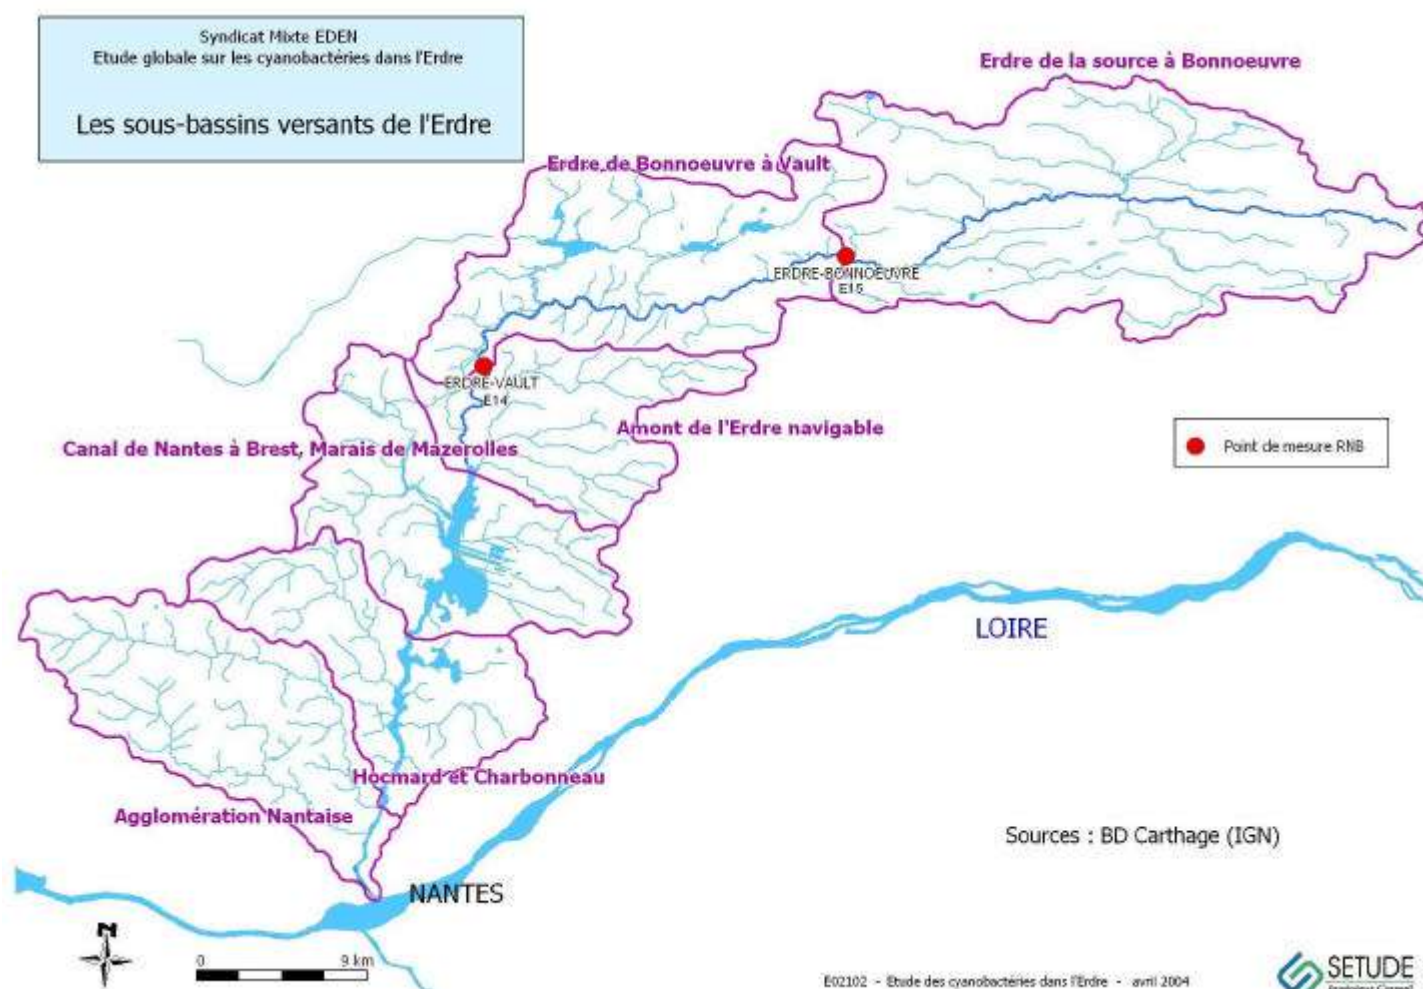 Syndicat Mixte EDEN
Etude globale sur les cyanobactéries dans l'Erdre
Les sous-bassins versants de l'Erdre
Erdre de la source à Bonnoeuvre
Erdre de Bonnoeuvre à Vault
ERDRE-BONNOEUVRE
E15
ERDRE-VAULT
E14
Amont de l'Erdre navigable
Canal de Nantes à Brest, Marais de Mazerolles
Point de mesure RNB
LOIRE
Hocmard et Charbonneau
Agglomération Nantaise
Sources : BD Carthage (IGN)
NANTES
N
0 9 km
E02102 - Etude des cyanobactéries dans l'Erdre - avril 2004
SETUDE